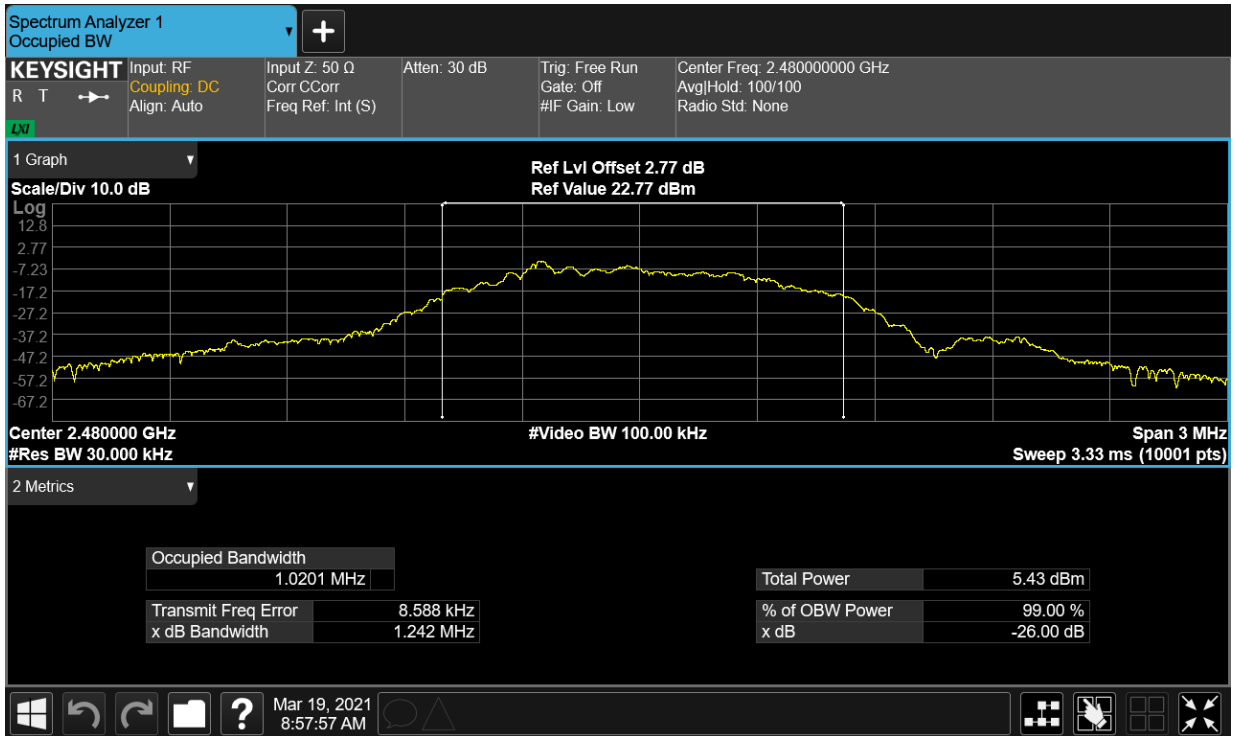 Spectrum Analyzer 1
Occupied BW
KEYSIGHT
R T
LXI
Input: RF
Coupling: DC
Align: Auto
Input Z: 50 Ω
Corr CCorr
Freq Ref: Int (S)
Atten: 30 dB
Trig: Free Run
Gate: Off
#IF Gain: Low
Center Freq: 2.480000000 GHz
Avg|Hold: 100/100
Radio Std: None
1 Graph
Scale/Div 10.0 dB
Ref Lvl Offset 2.77 dB
Ref Value 22.77 dBm
Log
12.8
2.77
-7.23
-17.2
-27.2
-37.2
-47.2
-57.2
-67.2
Center 2.480000 GHz
#Res BW 30.000 kHz
#Video BW 100.00 kHz
Span 3 MHz
Sweep 3.33 ms (10001 pts)
2 Metrics
Occupied Bandwidth
1.0201 MHz
Transmit Freq Error 8.588 kHz
x dB Bandwidth 1.242 MHz
Total Power 5.43 dBm
% of OBW Power 99.00 %
x dB -26.00 dB
?
Mar 19, 2021
8:57:57 AM